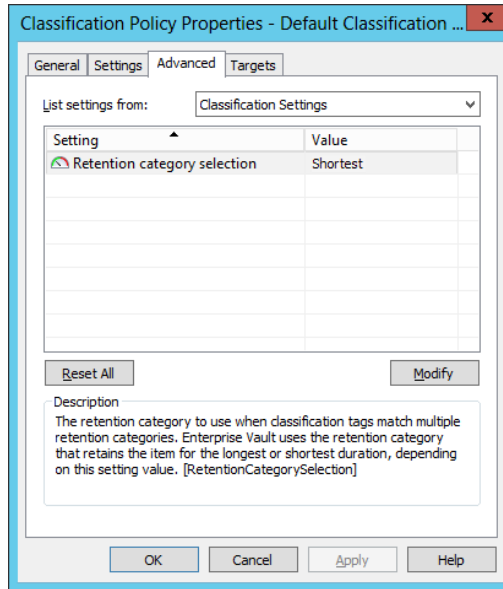 Classification Policy Properties - Default Classification ... x
General Settings Advanced Targets
List settings from: Classification Settings
Setting Value
Retention category selection Shortest
Reset All Modify
Description
The retention category to use when classification tags match multiple
retention categories. Enterprise Vault uses the retention category
that retains the item for the longest or shortest duration, depending
on this setting value. [RetentionCategorySelection]
OK Cancel Apply Help